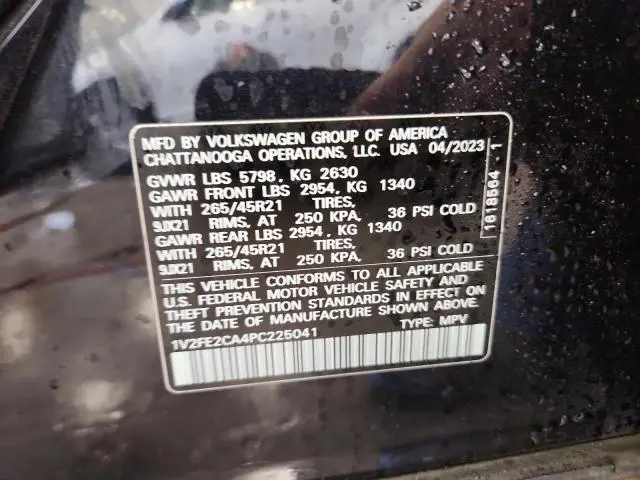 MFD BY VOLKSWAGEN GROUP OF AMERICA
CHATTANOOGA OPERATIONS, LLC. USA 04/2023
GVWR LBS 5798, KG 2630
GAWR FRONT LBS 2954, KG 1340
WITH 265/45R21 TIRES,
9JX21 RIMS, AT 250 KPA, 36 PSI COLD
GAWR REAR LBS 2954, KG 1340
WITH 265/45R21 TIRES,
9JX21 RIMS, AT 250 KPA, 36 PSI COLD
THIS VEHICLE CONFORMS TO ALL APPLICABLE
U.S. FEDERAL MOTOR VEHICLE SAFETY AND
THEFT PREVENTION STANDARDS IN EFFECT ON
THE DATE OF MANUFACTURE SHOWN ABOVE.
1V2FE2CA4PC225041 TYPE: MPV
1618564 - 1